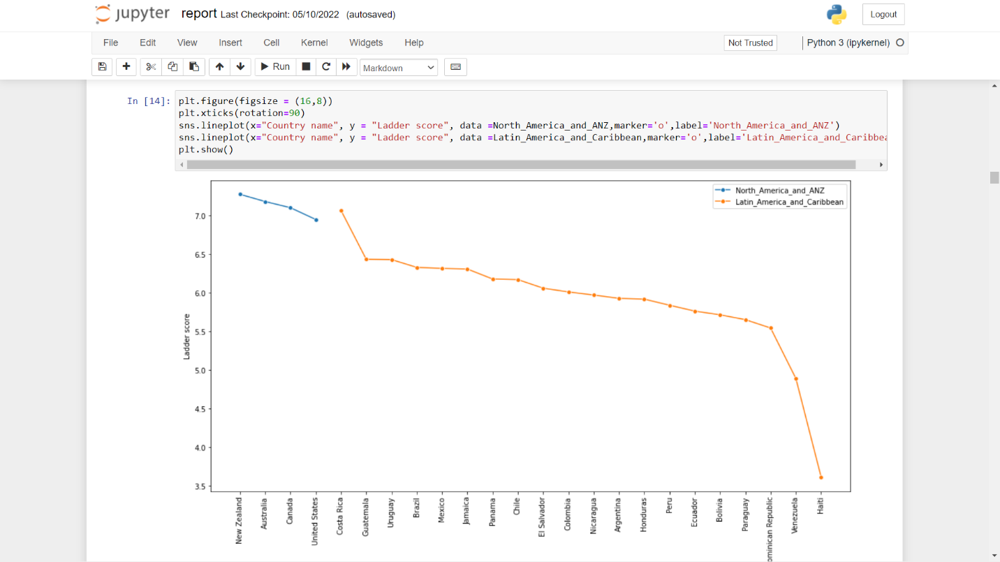 jupyter report Last Checkpoint: 05/10/2022 (autosaved) Logout
File Edit View Insert Cell Kernel Widgets Help Not Trusted Python 3 (ipykernel)
Run Markdown
In [14]: plt.figure(figsize = (16,8))
plt.xticks(rotation=90)
sns.lineplot(x="Country name", y = "Ladder score", data =North_America_and_ANZ,marker='o',label='North_America_and_ANZ')
sns.lineplot(x="Country name", y = "Ladder score", data =Latin_America_and_Caribbean,marker='o',label='Latin_America_and_Caribbea
plt.show()
North_America_and_ANZ
Latin_America_and_Caribbean
7.0
6.5
6.0
5.5
5.0
4.5
4.0
3.5
Ladder score
New Zealand
Australia
Canada
United States
Costa Rica
Guatemala
Uruguay
Brazil
Mexico
Jamaica
Panama
Chile
El Salvador
Colombia
Nicaragua
Argentina
Honduras
Peru
Ecuador
Bolivia
Paraguay
ominican Republic
Venezuela
Haiti